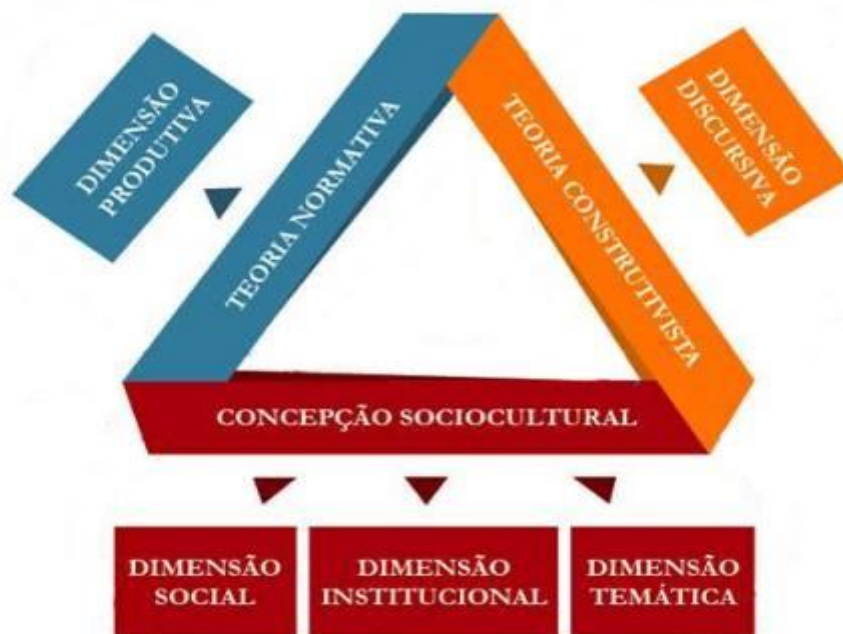 DIMENSÃO
PRODUTIVA
TEORIA NORMATIVA
TEORIA CONSTRUTIVISTA
DIMENSÃO
DISCURSIVA
CONCEPÇÃO SOCIOCULTURAL
DIMENSÃO
SOCIAL
DIMENSÃO
INSTITUCIONAL
DIMENSÃO
TEMÁTICA